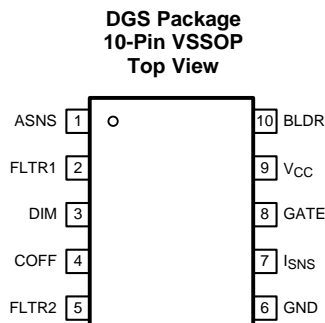 DGS Package
10-Pin VSSOP
Top View
ASNS 1 10 BLDR
FLTR1 2 9 VCC
DIM 3 8 GATE
COFF 4 7 ISNS
FLTR2 5 6 GND